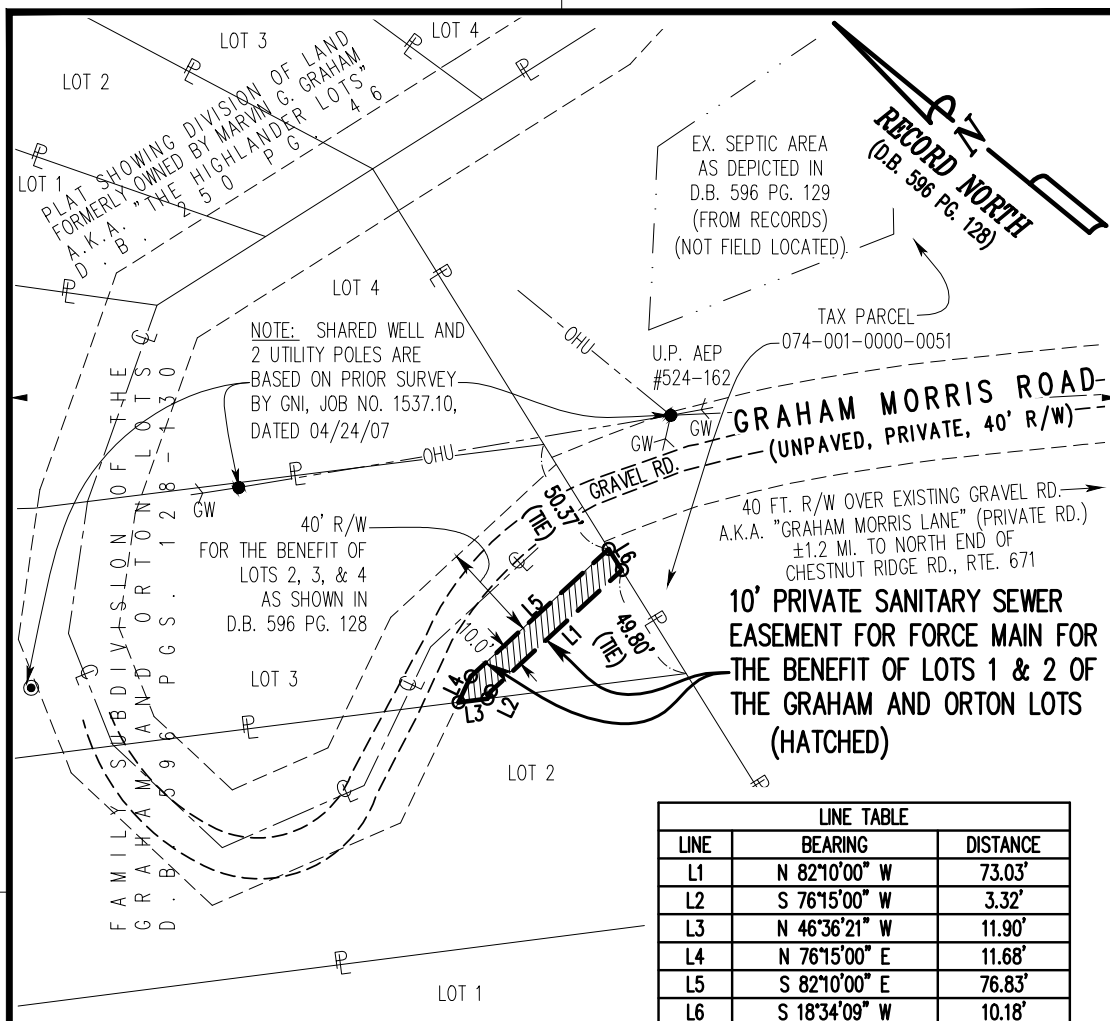 LOT 3
LOT 4
LOT 2
LOT 1
PLAT SHOWING DIVISION OF LAND
FORMERLY OWNED BY MARVIN G. GRAHAM
A.K.A. "THE HIGHLANDER LOTS"
D.B. 250 PG. 46
EX. SEPTIC AREA
AS DEPICTED IN
D.B. 596 PG. 129
(FROM RECORDS)
(NOT FIELD LOCATED)
N
RECORD NORTH
(D.B. 596 PG. 128)
LOT 4
NOTE: SHARED WELL AND
2 UTILITY POLES ARE
BASED ON PRIOR SURVEY
BY GNI, JOB NO. 1537.10,
DATED 04/24/07
OHU
U.P. AEP
#524-162
TAX PARCEL
074-001-0000-0051
GRAHAM MORRIS ROAD
(UNPAVED, PRIVATE, 40' R/W)
GW
GW
GW
OHU
GRAVEL RD.
50.37'
(TIE)
40 FT. R/W OVER EXISTING GRAVEL RD.
A.K.A. "GRAHAM MORRIS LANE" (PRIVATE RD.)
±1.2 MI. TO NORTH END OF
CHESTNUT RIDGE RD., RTE. 671
40' R/W
FOR THE BENEFIT OF
LOTS 2, 3, & 4
AS SHOWN IN
D.B. 596 PG. 128
L6
L5
L1
10.0'
49.80'
(TIE)
L4
L3
L2
10' PRIVATE SANITARY SEWER
EASEMENT FOR FORCE MAIN FOR
THE BENEFIT OF LOTS 1 & 2 OF
THE GRAHAM AND ORTON LOTS
(HATCHED)
LOT 3
LOT 2
LOT 1
FAMILY SUBDIVISION OF THE
GRAHAM AND ORTON LOTS
D.B. 596 PGS. 128-130
LINE TABLE
LINE BEARING DISTANCE
L1 N 82°10'00" W 73.03'
L2 S 76°15'00" W 3.32'
L3 N 46°36'21" W 11.90'
L4 N 76°15'00" E 11.68'
L5 S 82°10'00" E 76.83'
L6 S 18°34'09" W 10.18'